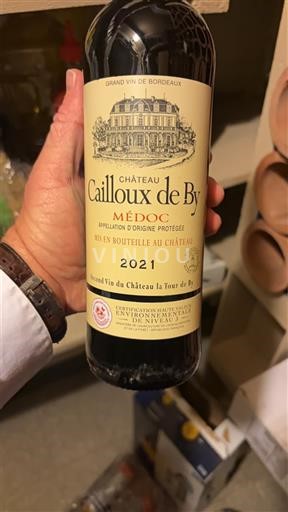 GRAND VIN DE BORDEAUX
CHÂTEAU
Cailloux de By
MÉDOC
APPELLATION D'ORIGINE PROTÉGÉE
MIS EN BOUTEILLE AU CHÂTEAU
VINOU
2021
Second Vin du Château la Tour de By
CERTIFICATION HAUTE VALEUR
ENVIRONNEMENTALE
DE NIVEAU 3